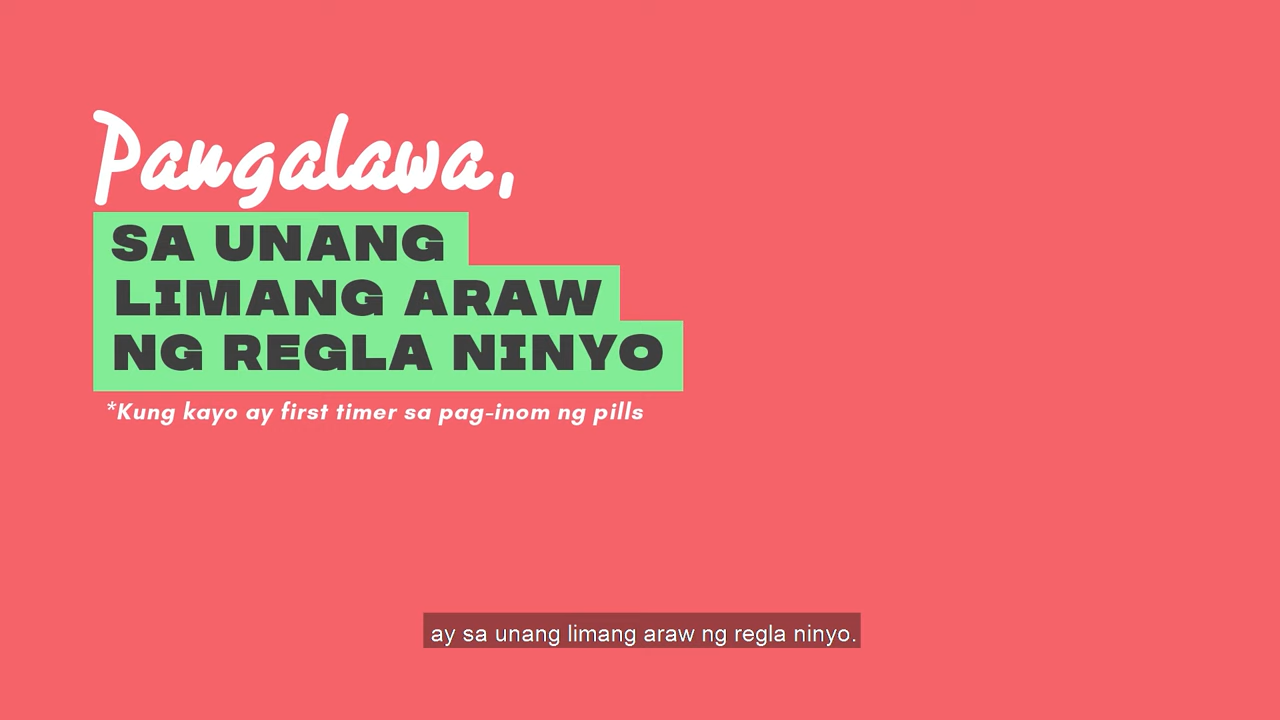 Pangalawa,
SA UNANG
LIMANG ARAW
NG REGLA NINYO
*Kung kayo ay first timer sa pag-inom ng pills
ay sa unang limang araw ng regla ninyo.